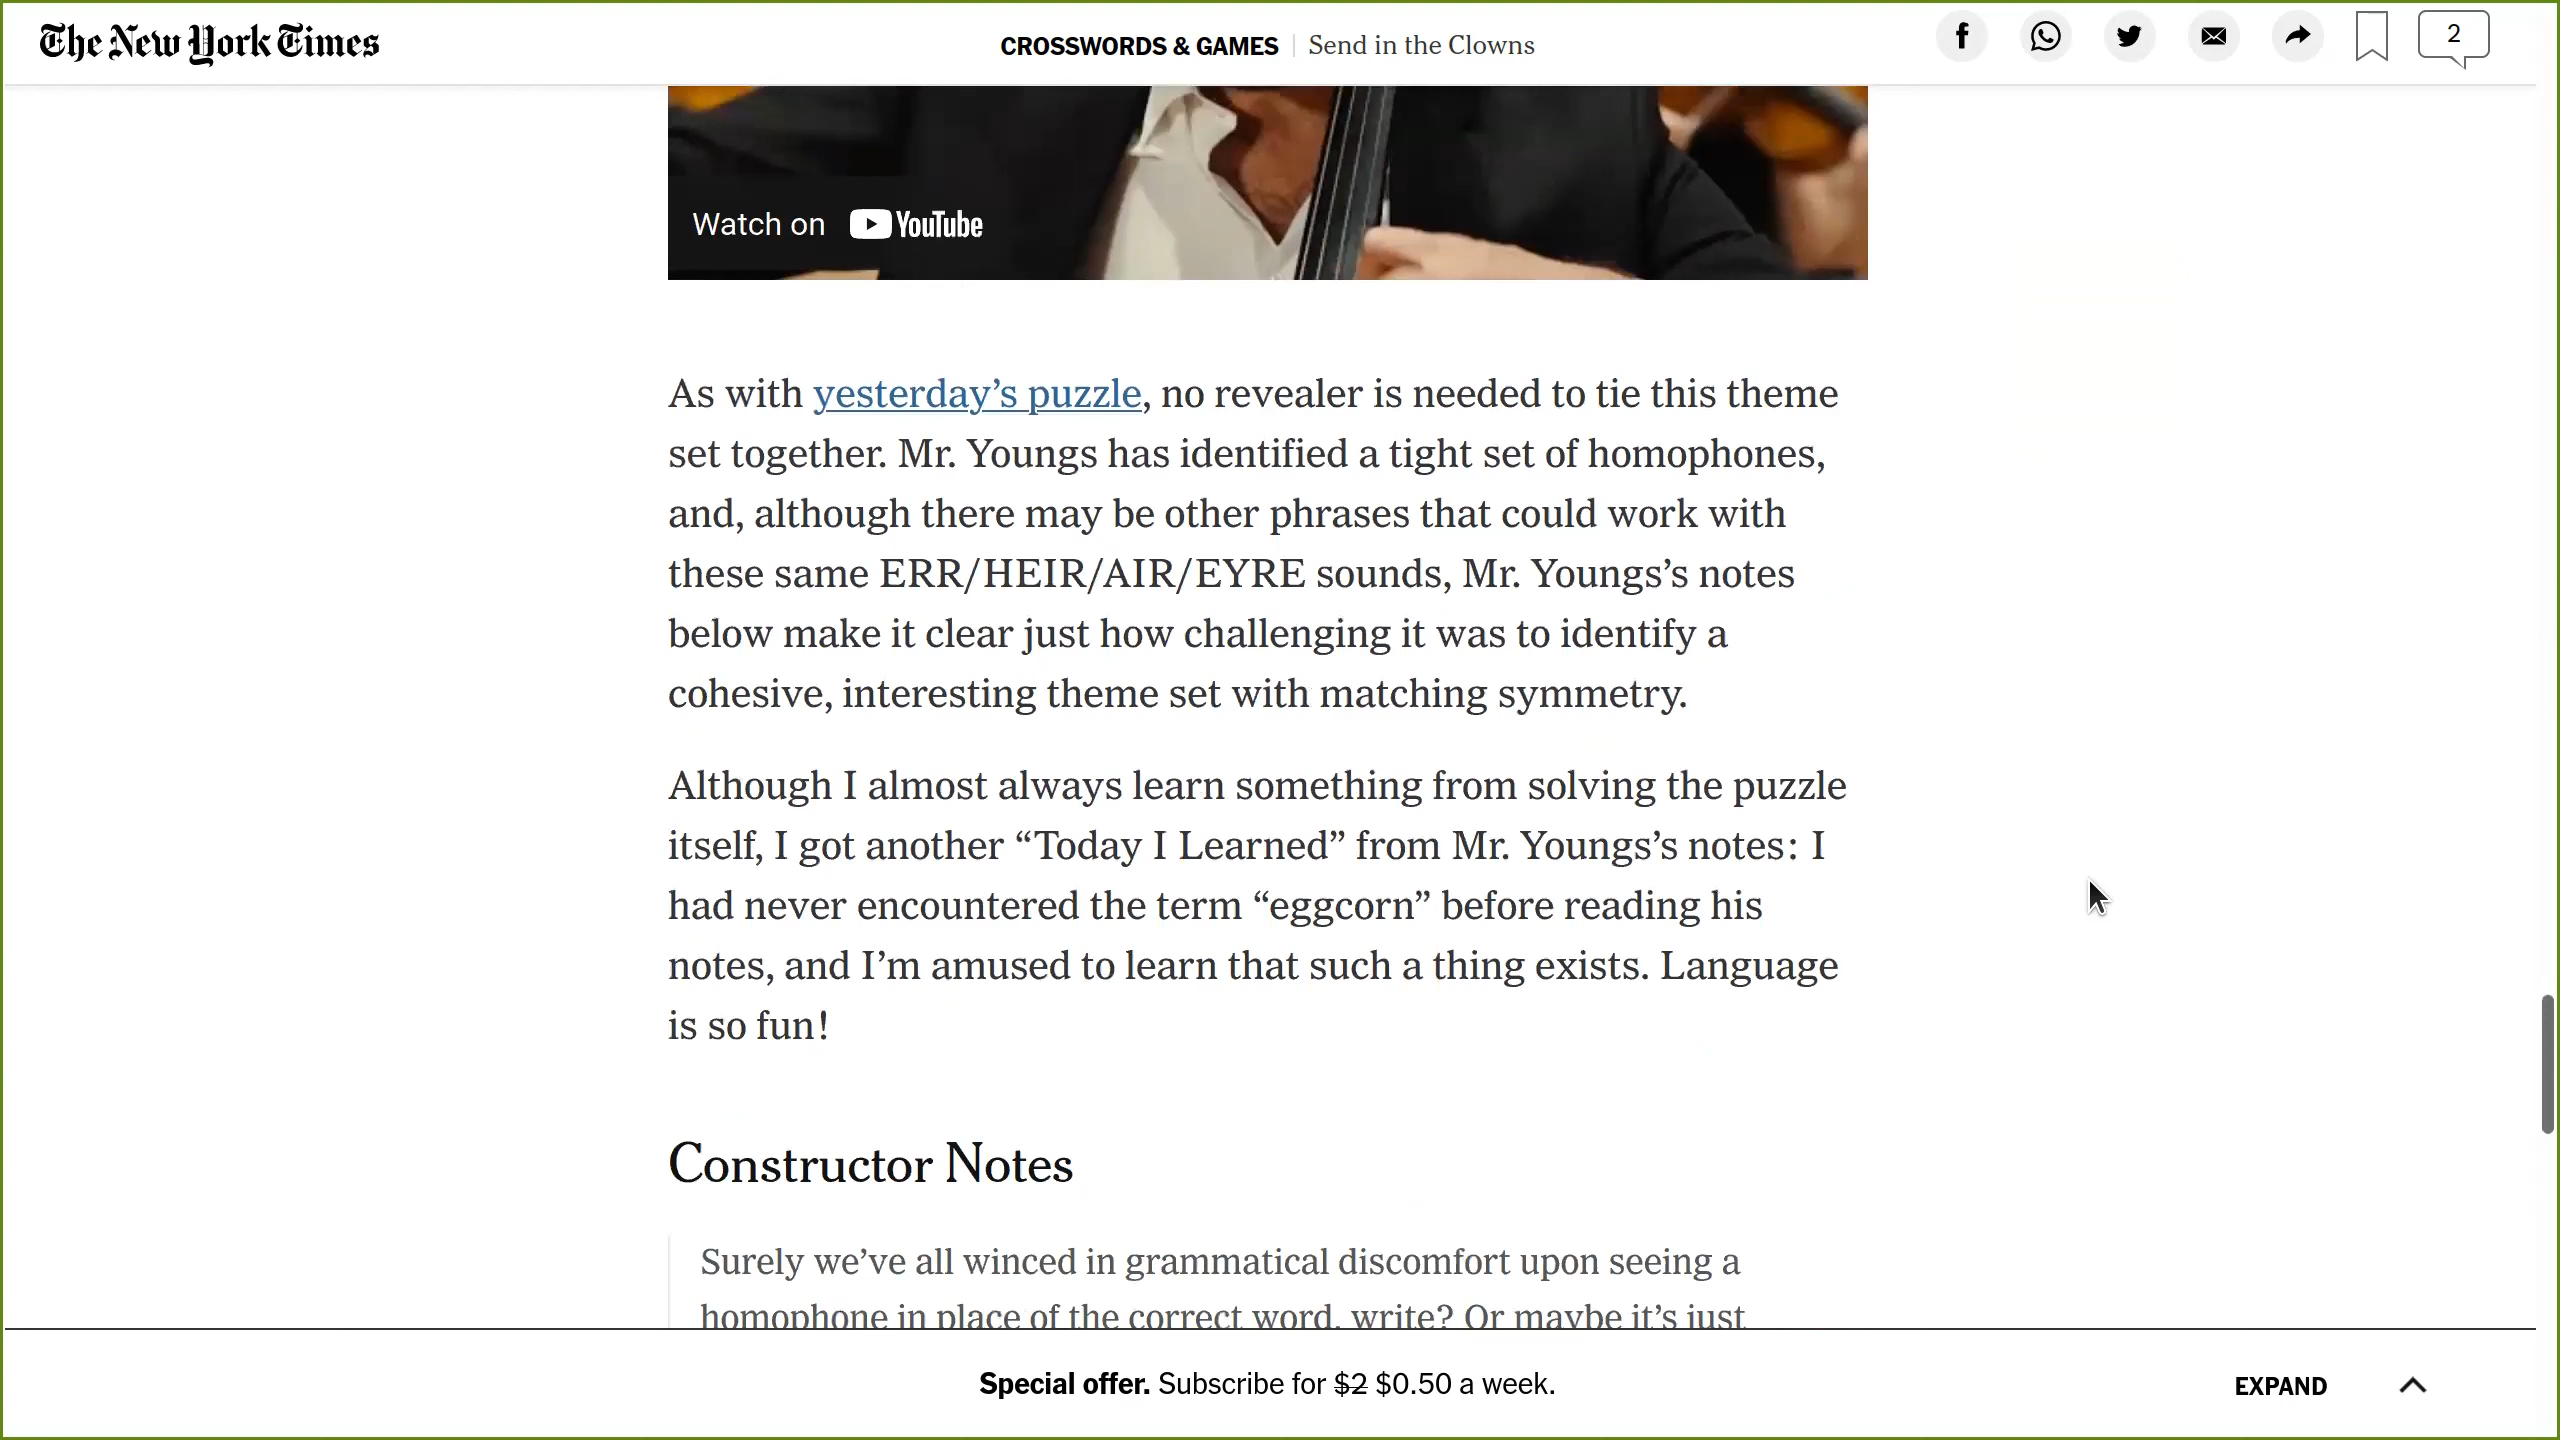 The New York Times
CROSSWORDS & GAMES | Send in the Clowns
2
Watch on YouTube
As with yesterday’s puzzle, no revealer is needed to tie this theme
set together. Mr. Youngs has identified a tight set of homophones,
and, although there may be other phrases that could work with
these same ERR/HEIR/AIR/EYRE sounds, Mr. Youngs’s notes
below make it clear just how challenging it was to identify a
cohesive, interesting theme set with matching symmetry.
Although I almost always learn something from solving the puzzle
itself, I got another “Today I Learned” from Mr. Youngs’s notes: I
had never encountered the term “eggcorn” before reading his
notes, and I’m amused to learn that such a thing exists. Language
is so fun!
Constructor Notes
Surely we’ve all winced in grammatical discomfort upon seeing a
homophone in place of the correct word, write? Or maybe it’s just
Special offer. Subscribe for $2 $0.50 a week.
EXPAND